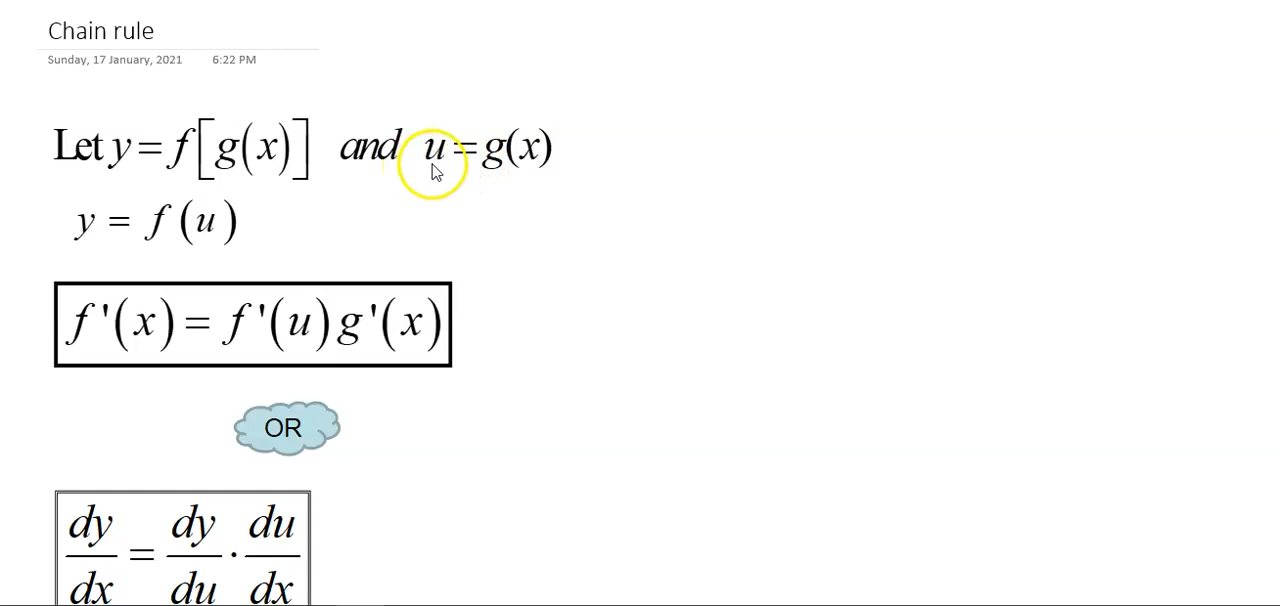 Chain rule
Sunday, 17 January, 2021 6:22 PM
Let y = f[g(x)] and u = g(x)
y = f(u)
f'(x) = f'(u)g'(x)
OR
dy/dx = dy/du · du/dx